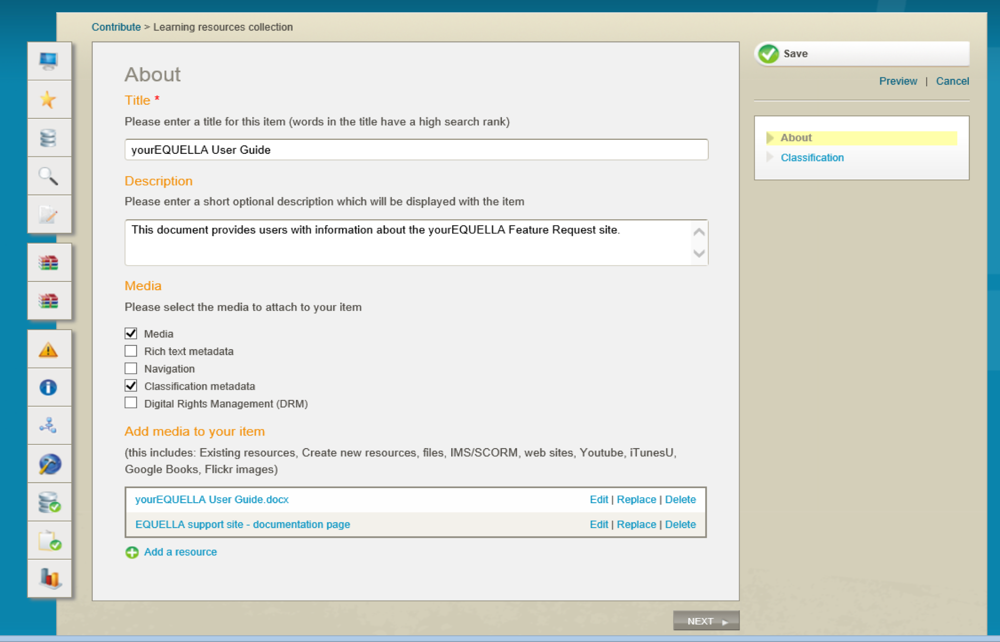 Contribute > Learning resources collection
Save
Preview | Cancel
About
Classification
About
Title *
Please enter a title for this item (words in the title have a high search rank)
yourEQUELLA User Guide
Description
Please enter a short optional description which will be displayed with the item
This document provides users with information about the yourEQUELLA Feature Request site.
Media
Please select the media to attach to your item
Media
Rich text metadata
Navigation
Classification metadata
Digital Rights Management (DRM)
Add media to your item
(this includes: Existing resources, Create new resources, files, IMS/SCORM, web sites, Youtube, iTunesU,
Google Books, Flickr images)
yourEQUELLA User Guide.docx Edit | Replace | Delete
EQUELLA support site - documentation page Edit | Replace | Delete
Add a resource
NEXT